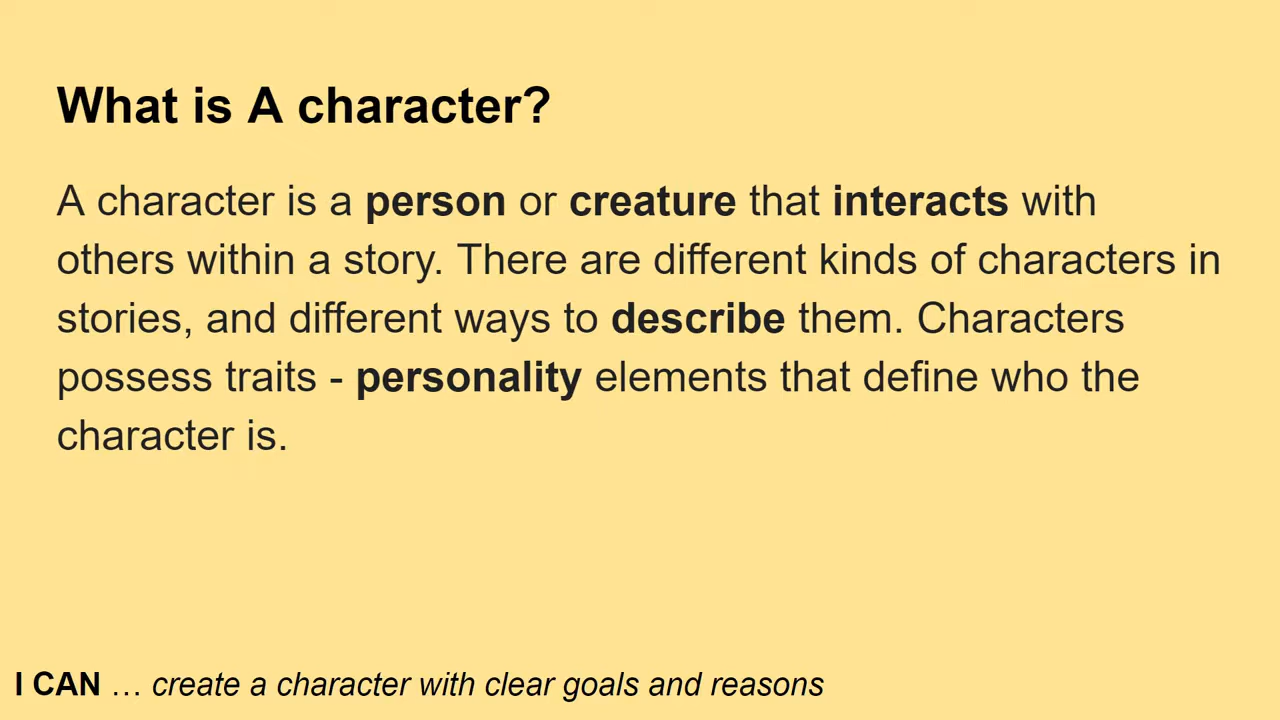 What is A character?
A character is a person or creature that interacts with
others within a story. There are different kinds of characters in
stories, and different ways to describe them. Characters
possess traits - personality elements that define who the
character is.
I CAN … create a character with clear goals and reasons